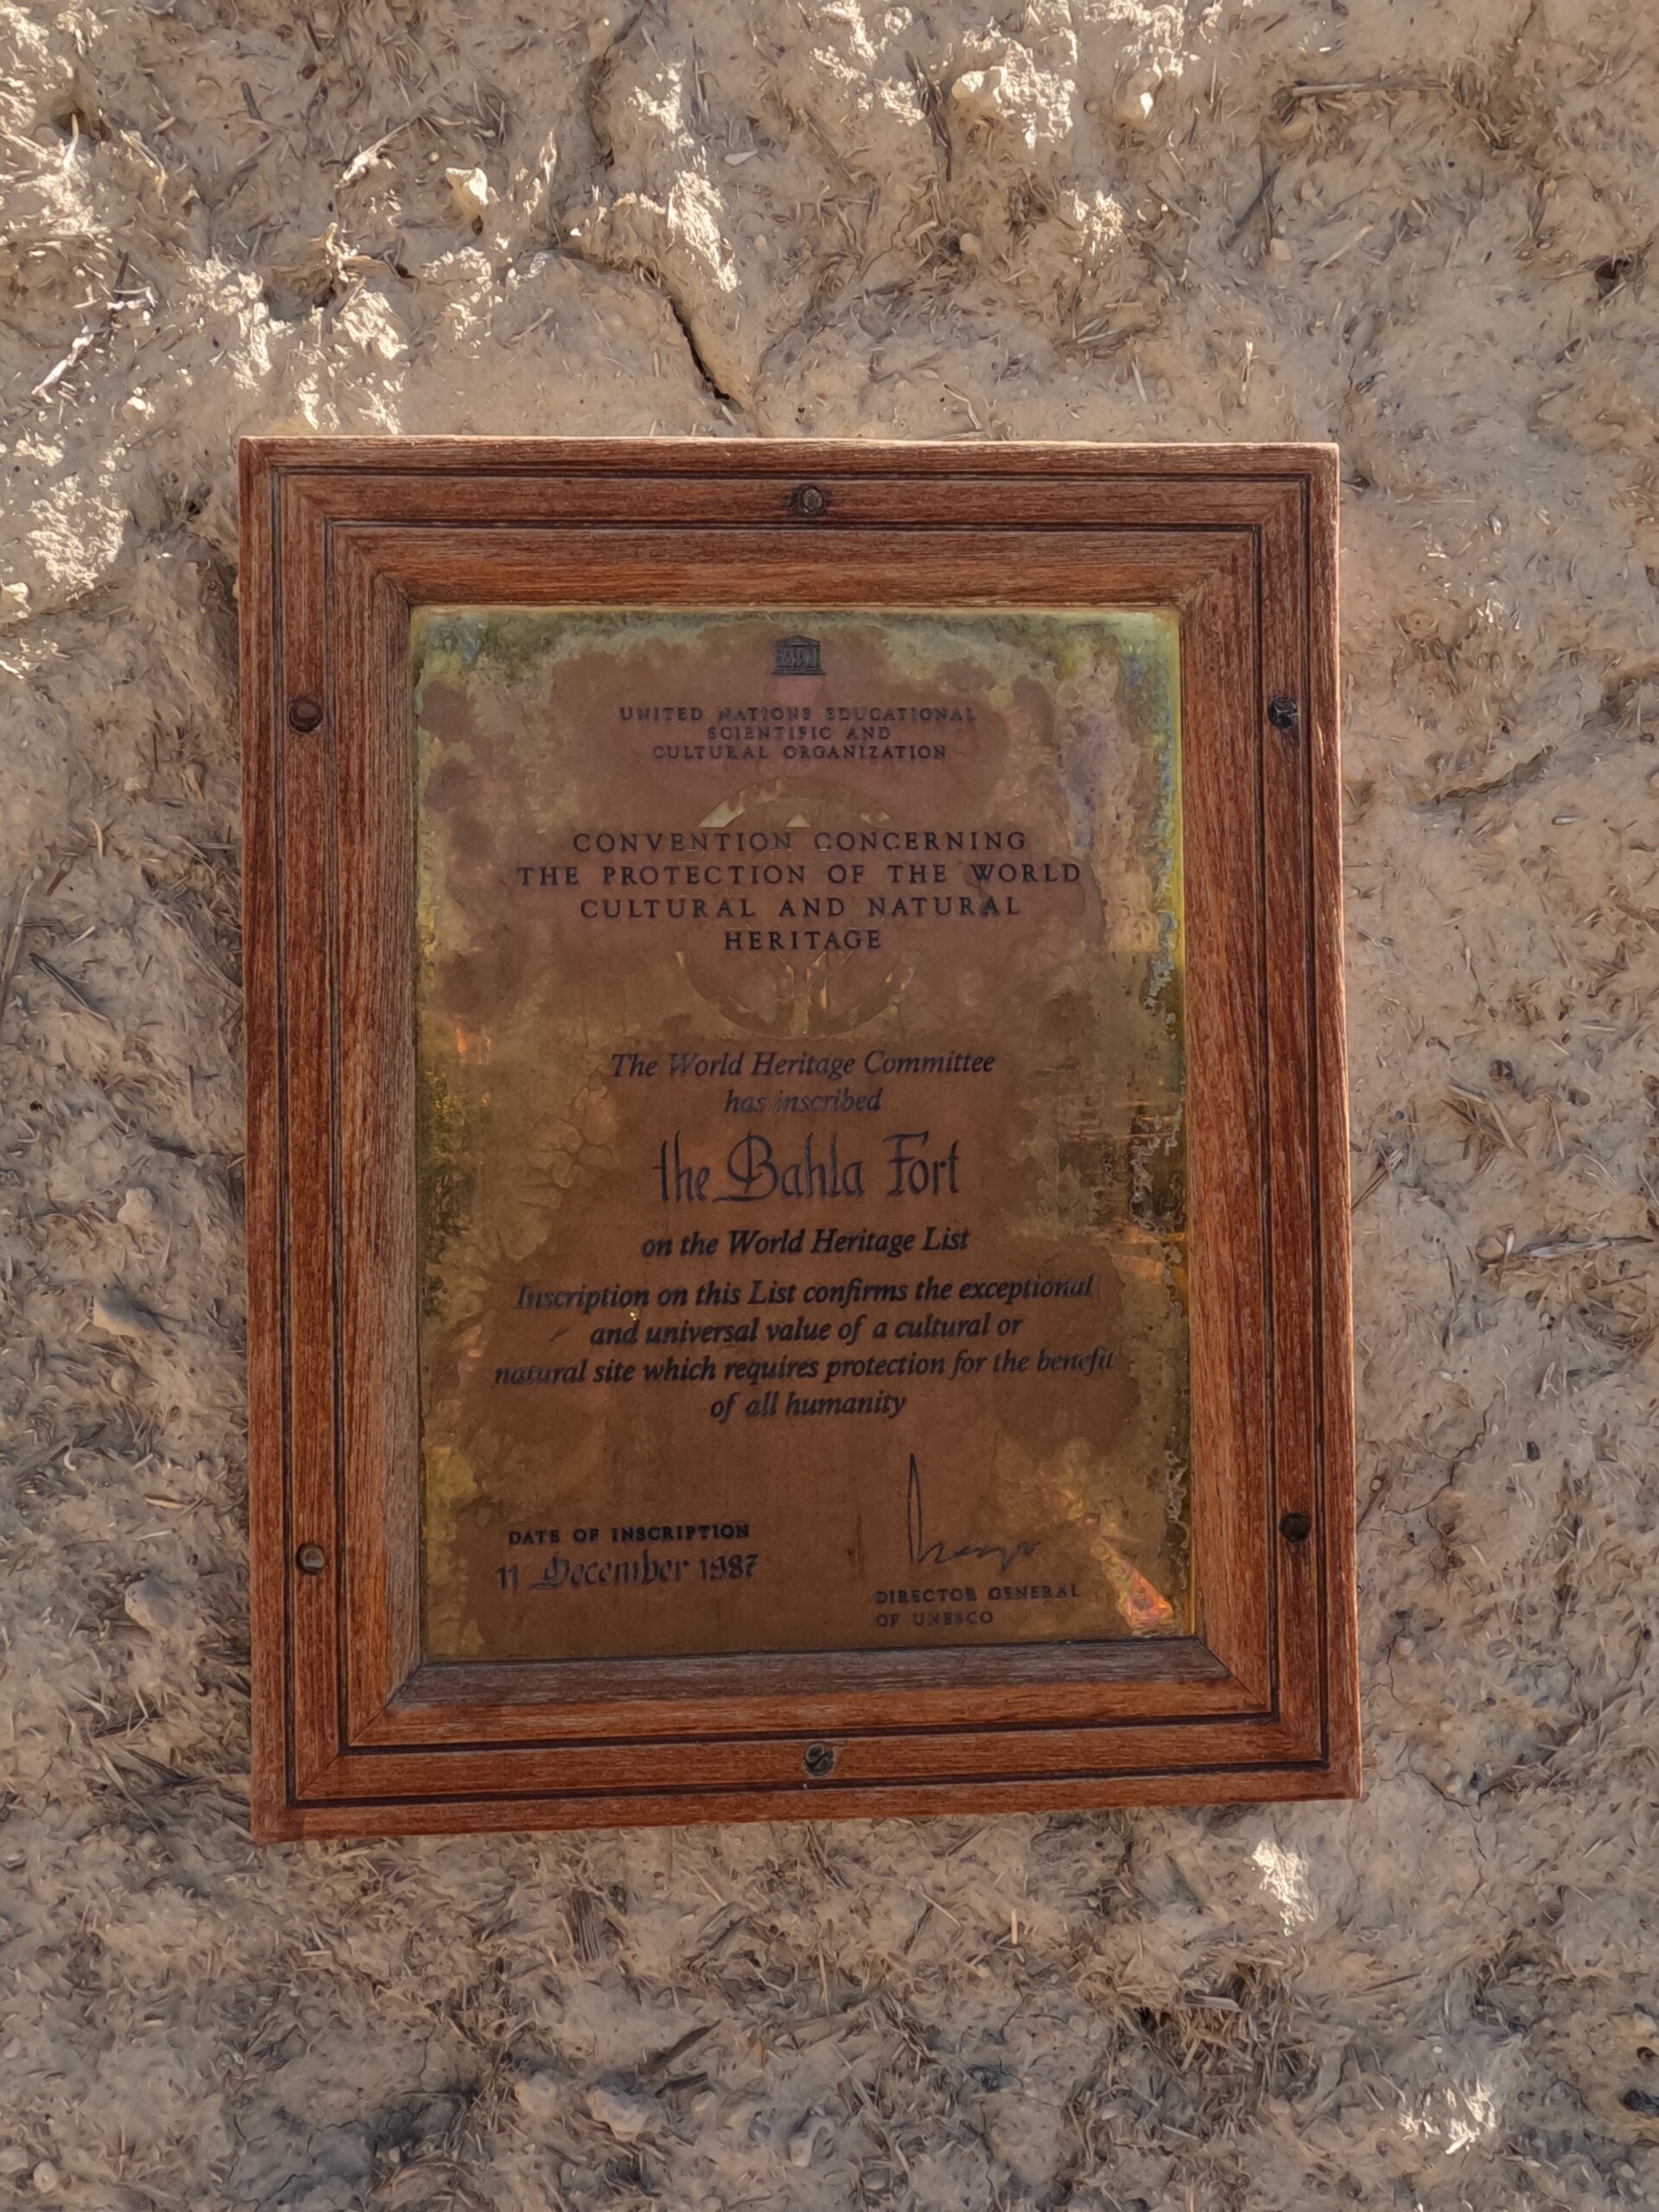 UNITED NATIONS EDUCATIONAL
SCIENTIFIC AND
CULTURAL ORGANIZATION
CONVENTION CONCERNING
THE PROTECTION OF THE WORLD
CULTURAL AND NATURAL
HERITAGE
The World Heritage Committee
has inscribed
the Bahla Fort
on the World Heritage List
Inscription on this List confirms the exceptional
and universal value of a cultural or
natural site which requires protection for the benefit
of all humanity
DATE OF INSCRIPTION
11 December 1987
DIRECTOR GENERAL
OF UNESCO